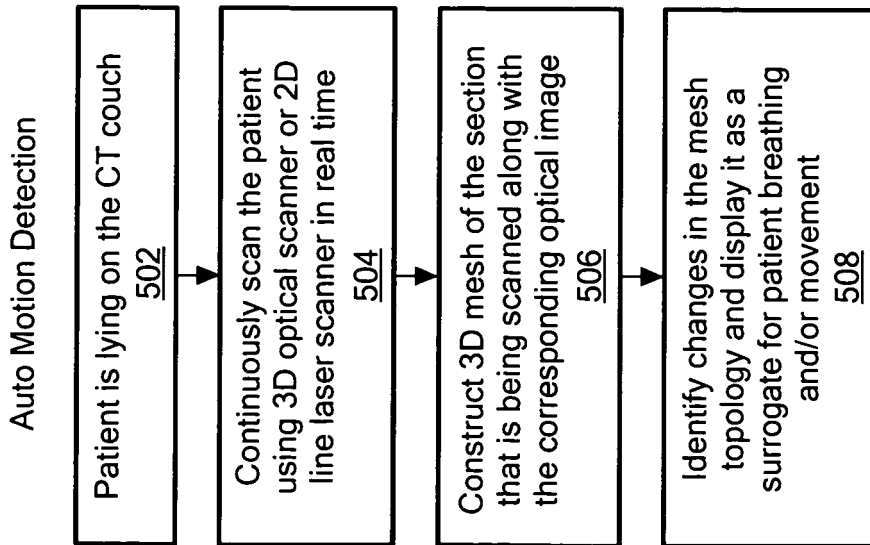 Auto Motion Detection
Patient is lying on the CT couch
502
Continuously scan the patient
using 3D optical scanner or 2D
line laser scanner in real time
504
Construct 3D mesh of the section
that is being scanned along with
the corresponding optical image
506
Identify changes in the mesh
topology and display it as a
surrogate for patient breathing
and/or movement
508